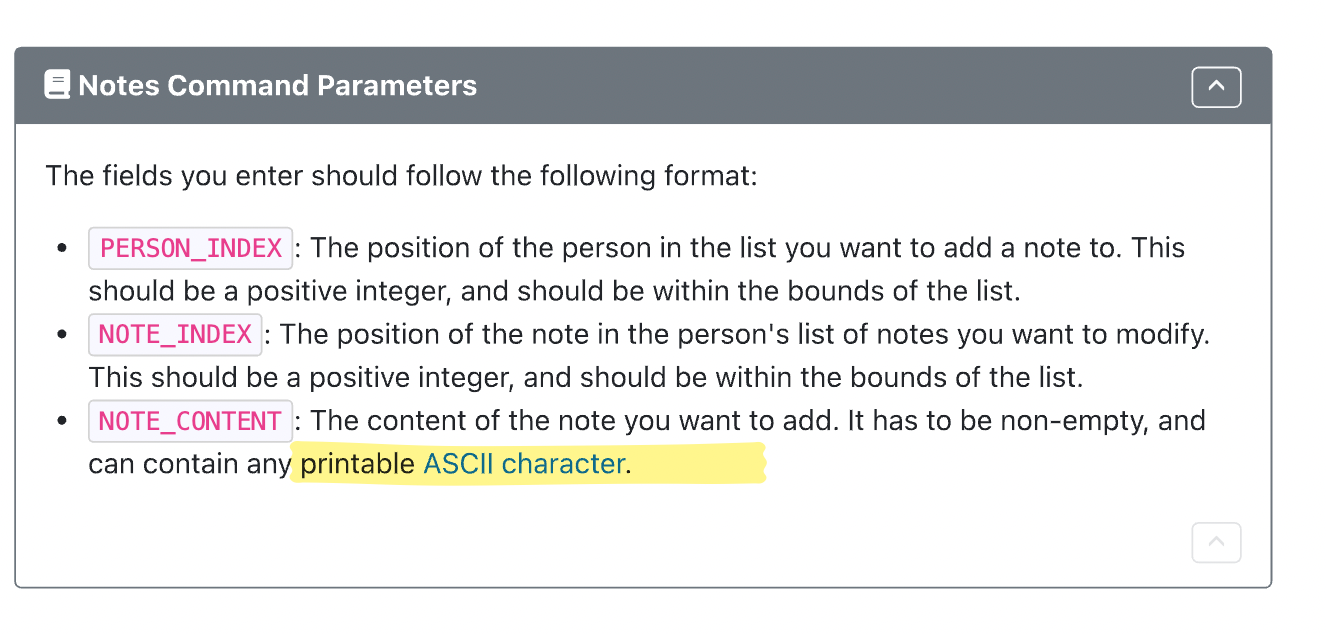 Notes Command Parameters
The fields you enter should follow the following format:
• PERSON_INDEX: The position of the person in the list you want to add a note to. This
should be a positive integer, and should be within the bounds of the list.
• NOTE_INDEX: The position of the note in the person's list of notes you want to modify.
This should be a positive integer, and should be within the bounds of the list.
• NOTE_CONTENT: The content of the note you want to add. It has to be non-empty, and
can contain any printable ASCII character.